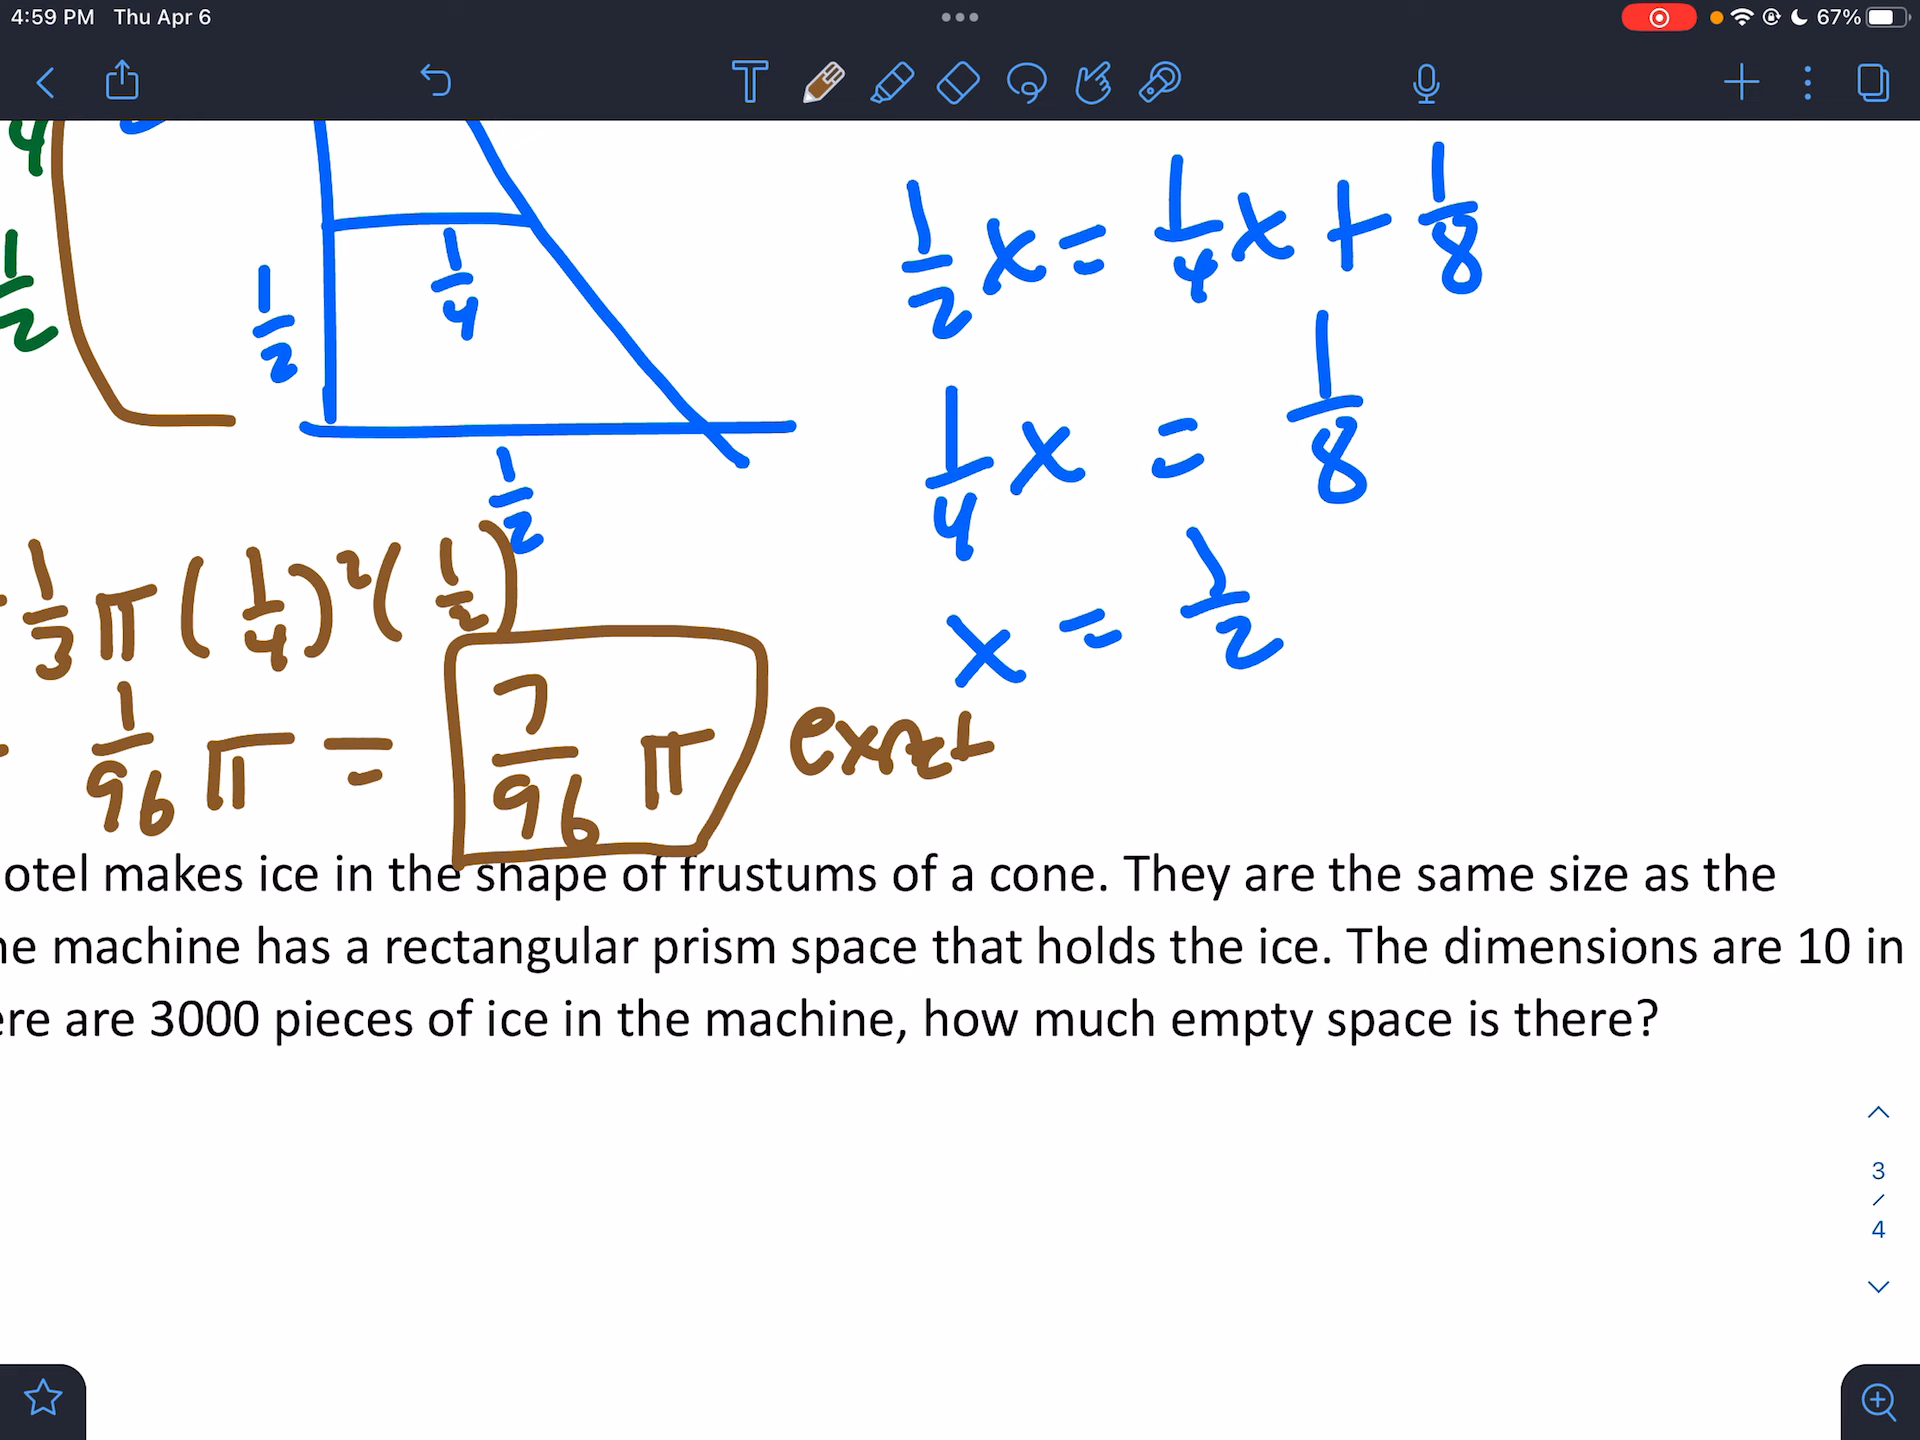 4:59 PM Thu Apr 6
67%
T
4
1/2
1/2
1/4
1/2
1/2 x = 1/4 x + 1/8
1/4 x = 1/8
x = 1/2
1/3 π (1/4)²(1/2)
1/96 π = 7/96 π exact
otel makes ice in the shape of frustums of a cone. They are the same size as the
ne machine has a rectangular prism space that holds the ice. The dimensions are 10 in
ere are 3000 pieces of ice in the machine, how much empty space is there?
3
/
4